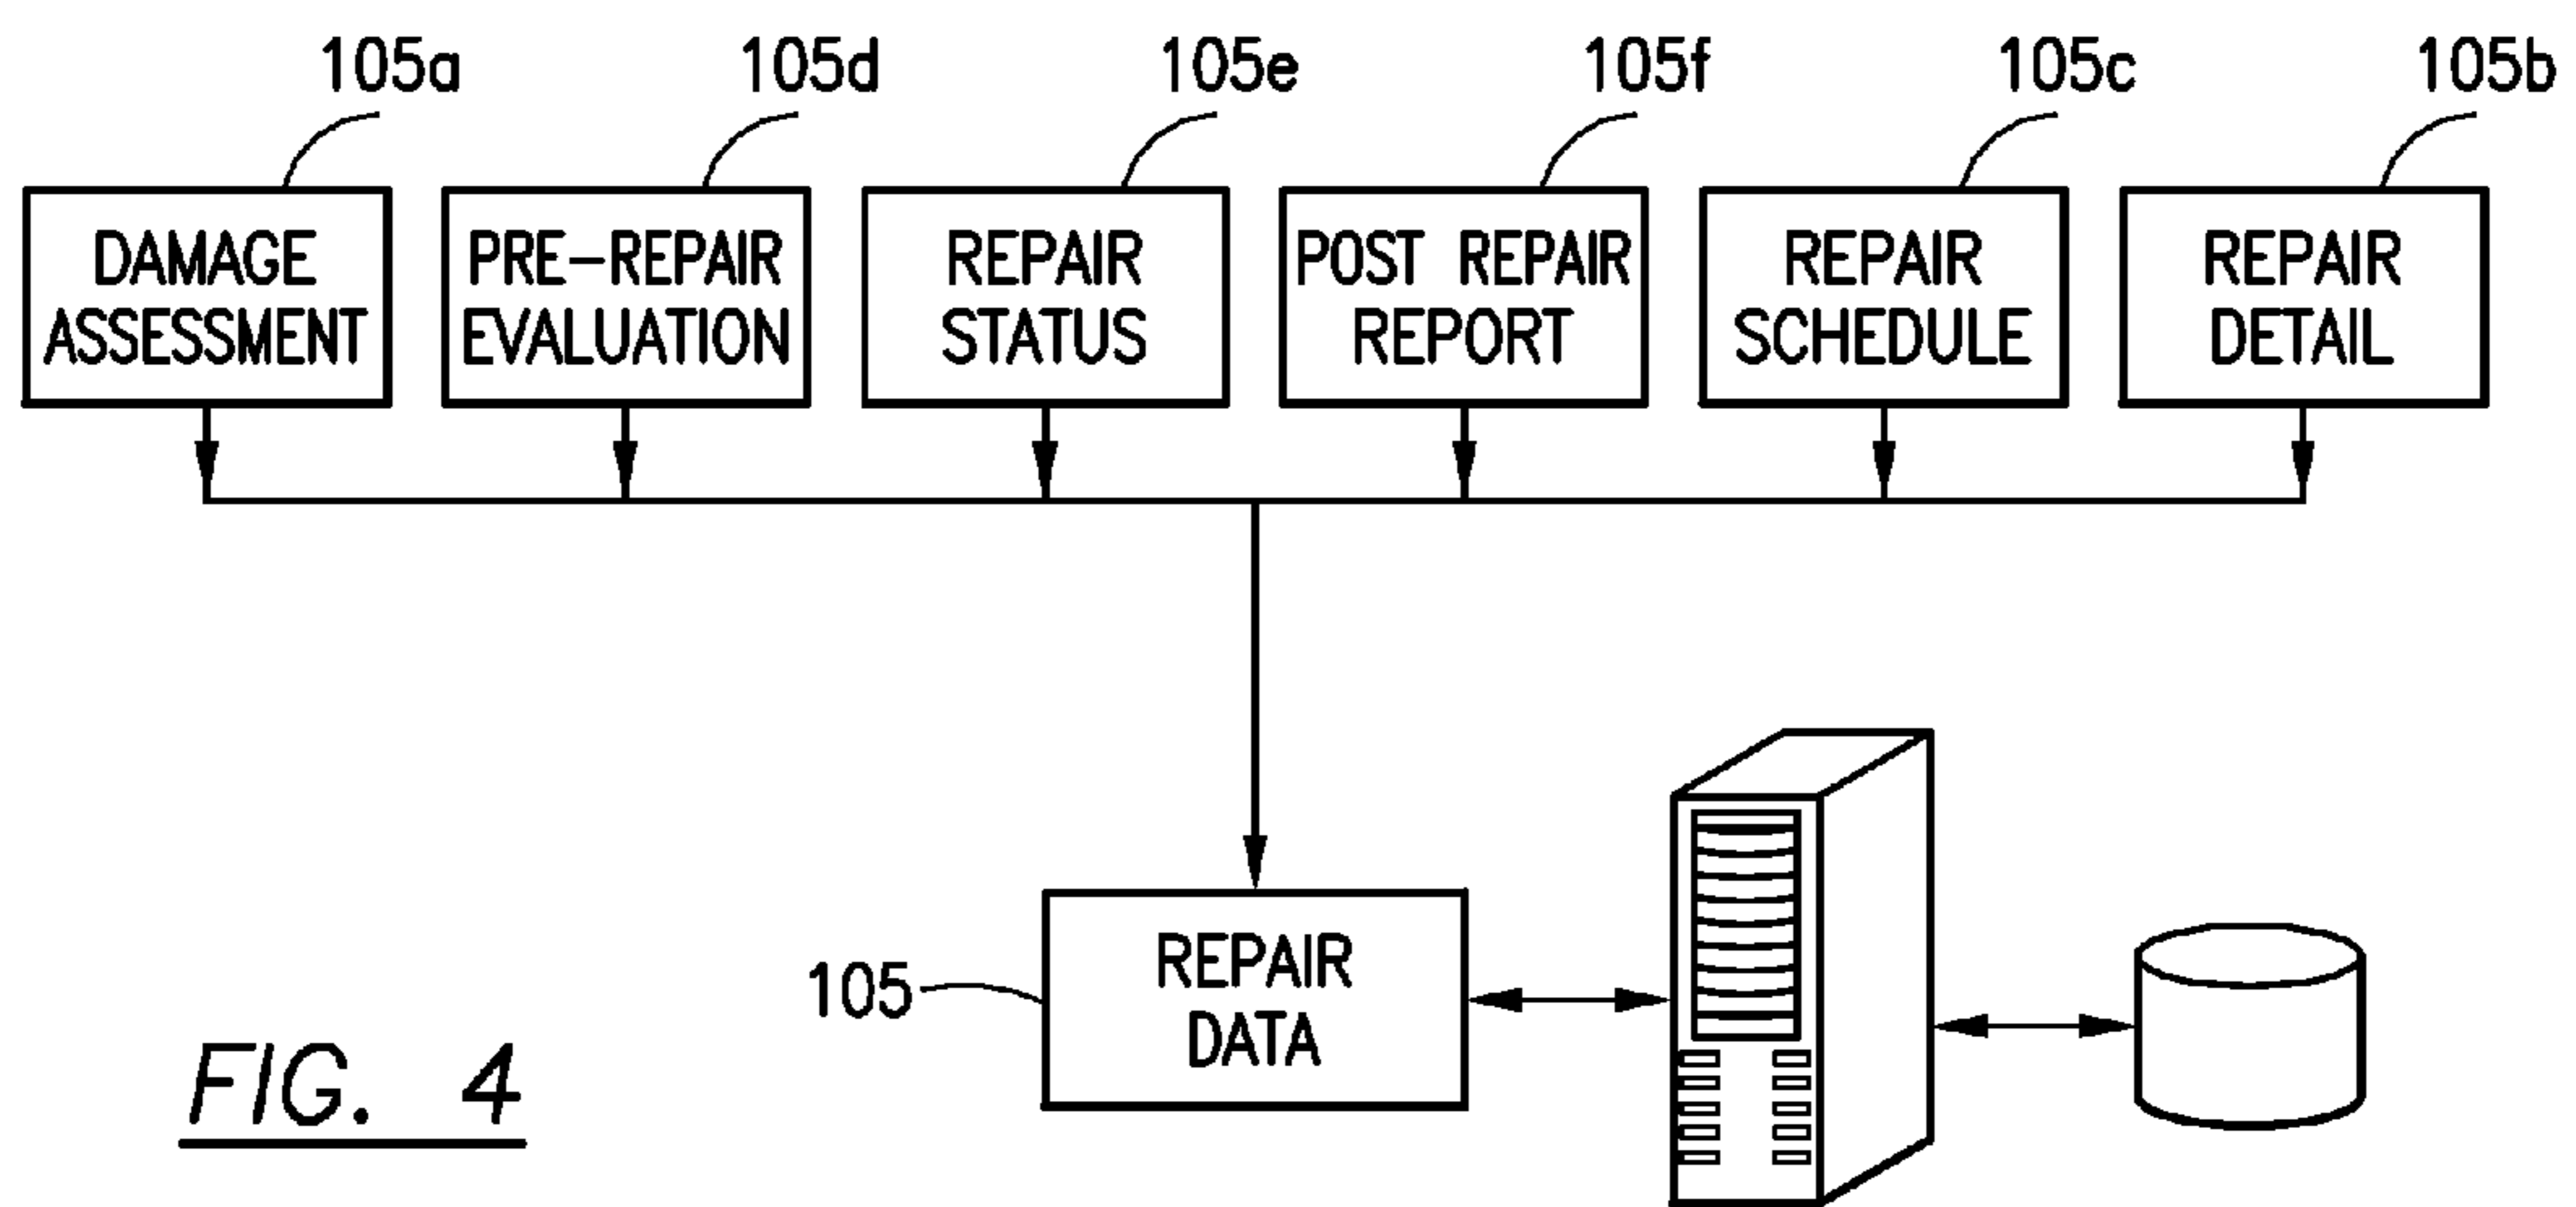 105a 105d 105e 105f 105c 105b
DAMAGE
ASSESSMENT
PRE-REPAIR
EVALUATION
REPAIR
STATUS
POST REPAIR
REPORT
REPAIR
SCHEDULE
REPAIR
DETAIL
105
REPAIR
DATA
FIG. 4